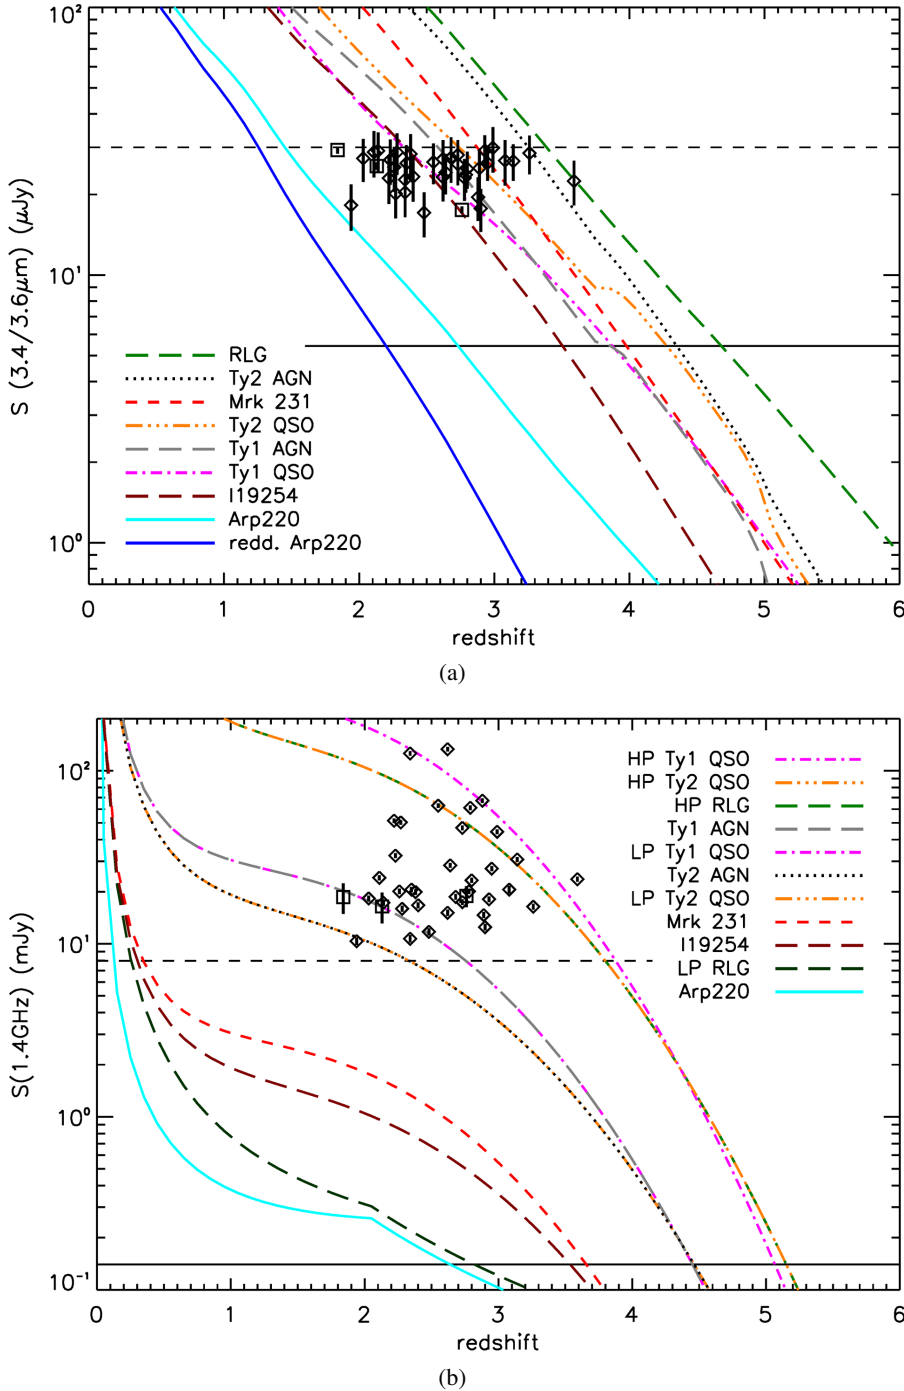 10²
10¹
10⁰
S (3.4/3.6μm) (μJy)
RLG
Ty2 AGN
Mrk 231
Ty2 QSO
Ty1 AGN
Ty1 QSO
I19254
Arp220
redd. Arp220
0 1 2 3 4 5 6
redshift
(a)
10²
10¹
10⁰
10⁻¹
S(1.4GHz) (mJy)
HP Ty1 QSO
HP Ty2 QSO
HP RLG
Ty1 AGN
LP Ty1 QSO
Ty2 AGN
LP Ty2 QSO
Mrk 231
I19254
LP RLG
Arp220
0 1 2 3 4 5 6
redshift
(b)